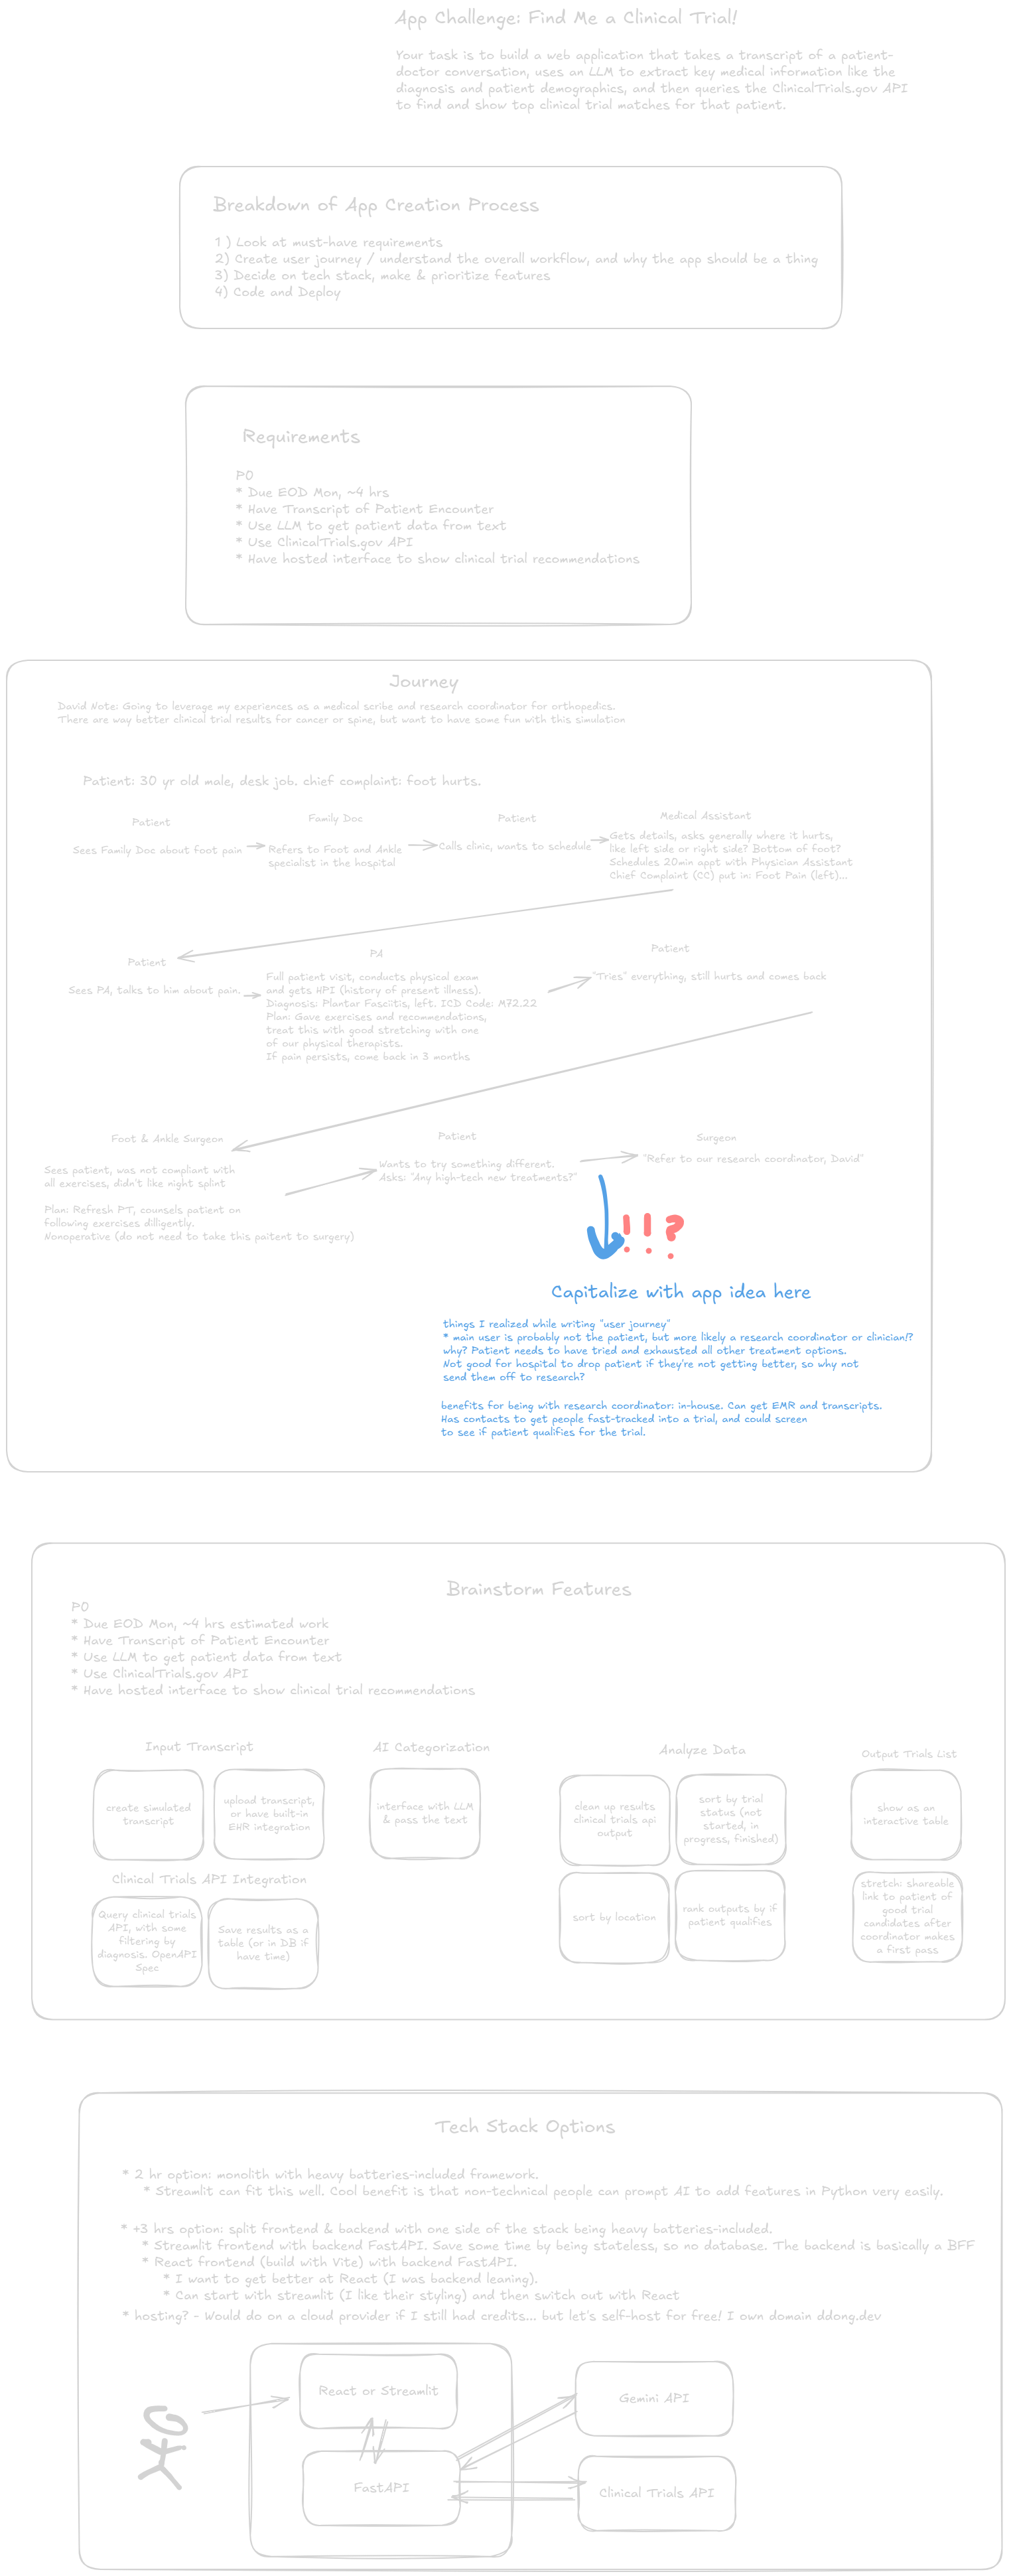 App Challenge: Find Me a Clinical Trial!
Your task is to build a web application that takes a transcript of a patient-
doctor conversation, uses an LLM to extract key medical information like the
diagnosis and patient demographics, and then queries the ClinicalTrials.gov API
to find and show top clinical trial matches for that patient.
Breakdown of App Creation Process
1 ) Look at must-have requirements
2) Create user journey / understand the overall workflow, and why the app should be a thing
3) Decide on tech stack, make & prioritize features
4) Code and Deploy
Requirements
P0
* Due EOD Mon, ~4 hrs
* Have Transcript of Patient Encounter
* Use LLM to get patient data from text
* Use ClinicalTrials.gov API
* Have hosted interface to show clinical trial recommendations
Journey
David Note: Going to leverage my experiences as a medical scribe and research coordinator for orthopedics.
There are way better clinical trial results for cancer or spine, but want to have some fun with this simulation
Patient: 30 yr old male, desk job. chief complaint: foot hurts.
Patient
Sees Family Doc about foot pain
Family Doc
Refers to Foot and Ankle
specialist in the hospital
Patient
Calls clinic, wants to schedule
Medical Assistant
Gets details, asks generally where it hurts,
like left side or right side? Bottom of foot?
Schedules 20min appt with Physician Assistant
Chief Complaint (CC) put in: Foot Pain (left)...
Patient
Sees PA, talks to him about pain.
PA
Full patient visit, conducts physical exam
and gets HPI (history of present illness).
Diagnosis: Plantar Fasciitis, left. ICD Code: M72.22
Plan: Gave exercises and recommendations,
treat this with good stretching with one
of our physical therapists.
If pain persists, come back in 3 months
Patient
"Tries" everything, still hurts and comes back
Foot & Ankle Surgeon
Sees patient, was not compliant with
all exercises, didn't like night splint
Plan: Refresh PT, counsels patient on
following exercises dilligently.
Nonoperative (do not need to take this paitent to surgery)
Patient
Wants to try something different.
Asks: "Any high-tech new treatments?"
Surgeon
"Refer to our research coordinator, David"
!!?
Capitalize with app idea here
things I realized while writing "user journey"
* main user is probably not the patient, but more likely a research coordinator or clinician!?
why? Patient needs to have tried and exhausted all other treatment options.
Not good for hospital to drop patient if they're not getting better, so why not
send them off to research?
benefits for being with research coordinator: in-house. Can get EMR and transcripts.
Has contacts to get people fast-tracked into a trial, and could screen
to see if patient qualifies for the trial.
Brainstorm Features
P0
* Due EOD Mon, ~4 hrs estimated work
* Have Transcript of Patient Encounter
* Use LLM to get patient data from text
* Use ClinicalTrials.gov API
* Have hosted interface to show clinical trial recommendations
Input Transcript
create simulated
transcript
upload transcript,
or have built-in
EHR integration
AI Categorization
interface with LLM
& pass the text
Analyze Data
clean up results
clinical trials api
output
sort by trial
status (not
started, in
progress, finished)
sort by location
rank outputs by if
patient qualifies
Output Trials List
show as an
interactive table
stretch: shareable
link to patient of
good trial
candidates after
coordinator makes
a first pass
Clinical Trials API Integration
Query clinical trials
API, with some
filtering by
diagnosis. OpenAPI
Spec
Save results as a
table (or in DB if
have time)
Tech Stack Options
* 2 hr option: monolith with heavy batteries-included framework.
* Streamlit can fit this well. Cool benefit is that non-technical people can prompt AI to add features in Python very easily.
* +3 hrs option: split frontend & backend with one side of the stack being heavy batteries-included.
* Streamlit frontend with backend FastAPI. Save some time by being stateless, so no database. The backend is basically a BFF
* React frontend (build with Vite) with backend FastAPI.
* I want to get better at React (I was backend leaning).
* Can start with streamlit (I like their styling) and then switch out with React
* hosting? - Would do on a cloud provider if I still had credits... but let's self-host for free! I own domain ddong.dev
React or Streamlit
Gemini API
FastAPI
Clinical Trials API